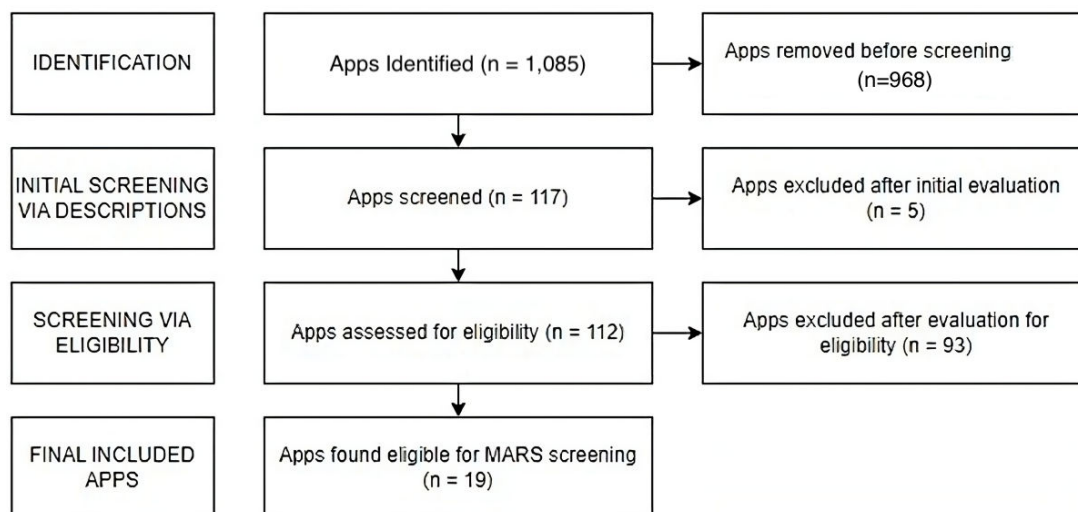 IDENTIFICATION
Apps Identified (n = 1,085)
Apps removed before screening
(n=968)
INITIAL SCREENING
VIA DESCRIPTIONS
Apps screened (n = 117)
Apps excluded after initial evaluation
(n = 5)
SCREENING VIA
ELIGIBILITY
Apps assessed for eligibility (n = 112)
Apps excluded after evaluation for
eligibility (n = 93)
FINAL INCLUDED
APPS
Apps found eligible for MARS screening
(n = 19)